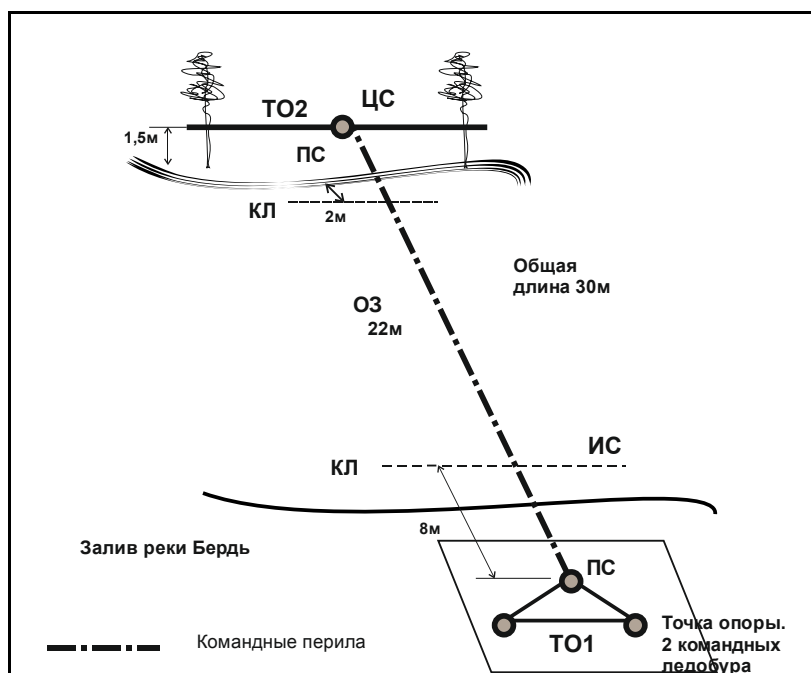 ЦС
ТО2
1,5м
ПС
КЛ
2м
Общая
длина 30м
ОЗ
22м
ИС
КЛ
8м
Залив реки Бердь
ПС
Точка опоры.
2 командных
ледобура
ТО1
Командные перила